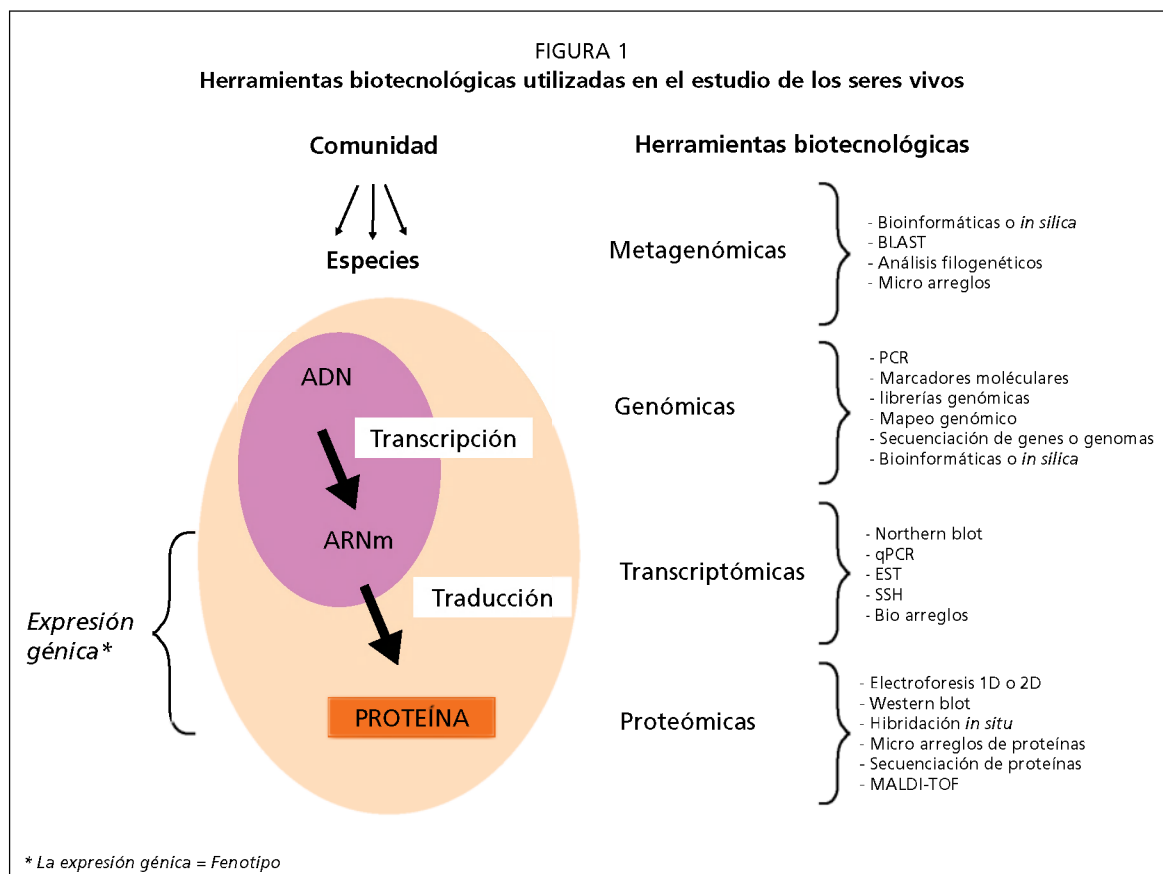 FIGURA 1
Herramientas biotecnológicas utilizadas en el estudio de los seres vivos
Comunidad
Especies
ADN
Transcripción
ARNm
Traducción
PROTEÍNA
Expresión
génica*
Herramientas biotecnológicas
Metagenómicas
- Bioinformáticas o in silica
- BLAST
- Análisis filogenéticos
- Micro arreglos
Genómicas
- PCR
- Marcadores moléculares
- librerías genómicas
- Mapeo genómico
- Secuenciación de genes o genomas
- Bioinformáticas o in silica
Transcriptómicas
- Northern blot
- qPCR
- EST
- SSH
- Bio arreglos
Proteómicas
- Electroforesis 1D o 2D
- Western blot
- Hibridación in situ
- Micro arreglos de proteínas
- Secuenciación de proteínas
- MALDI-TOF
* La expresión génica = Fenotipo